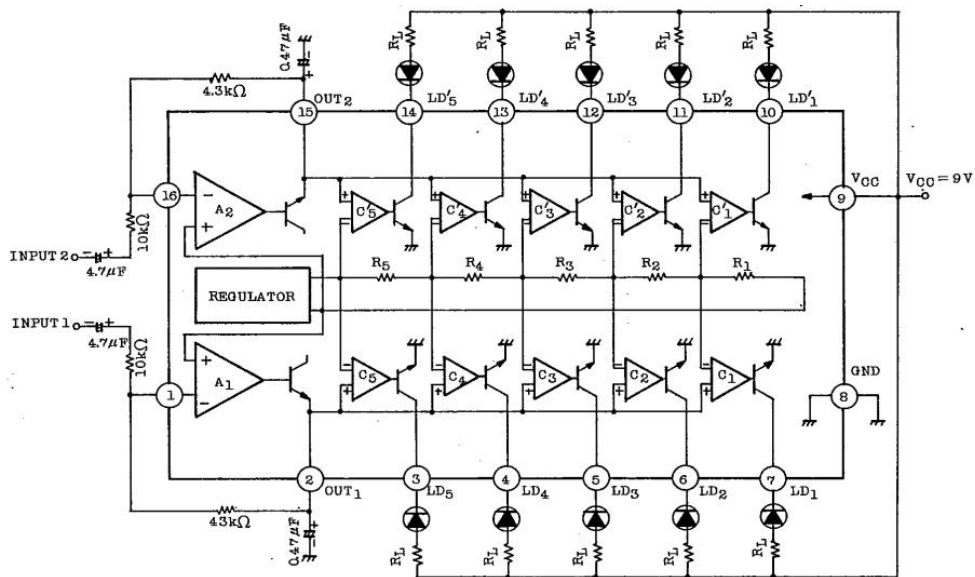 0.47μF
- +
4.3kΩ
RL
RL
RL
RL
RL
OUT2
LD'5
LD'4
LD'3
LD'2
LD'1
15
14
13
12
11
10
16
-
+
A2
+
-
C'5
+
-
C'4
+
-
C'3
+
-
C'2
+
-
C'1
VCC
9
VCC=9V
10kΩ
INPUT2
- +
4.7μF
R5
R4
R3
R2
R1
REGULATOR
INPUT1
- +
4.7μF
10kΩ
+
-
A1
-
+
C5
-
+
C4
-
+
C3
-
+
C2
-
+
C1
GND
1
8
2
3
4
5
6
7
OUT1
LD5
LD4
LD3
LD2
LD1
43kΩ
0.47μF
- +
RL
RL
RL
RL
RL